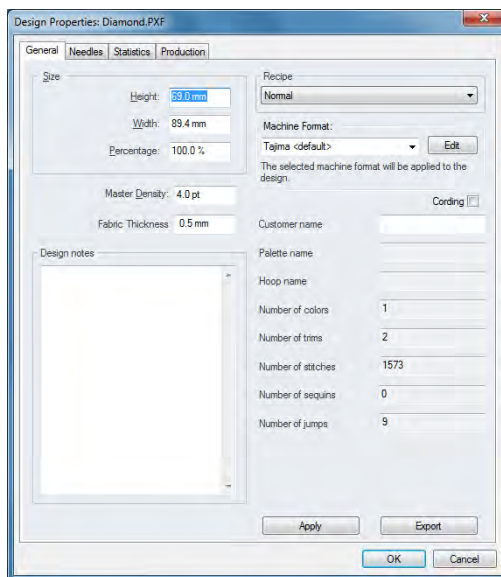 Design Properties: Diamond.PXF
General Needles Statistics Production
Size
Height: 69.0 mm
Width: 89.4 mm
Percentage: 100.0 %
Master Density: 4.0 pt
Fabric Thickness 0.5 mm
Design notes
Recipe
Normal
Machine Format:
Tajima <default> Edit
The selected machine format will be applied to the
design.
Cording
Customer name
Palette name
Hoop name
Number of colors 1
Number of trims 2
Number of stitches 1573
Number of sequins 0
Number of jumps 9
Apply Export
OK Cancel